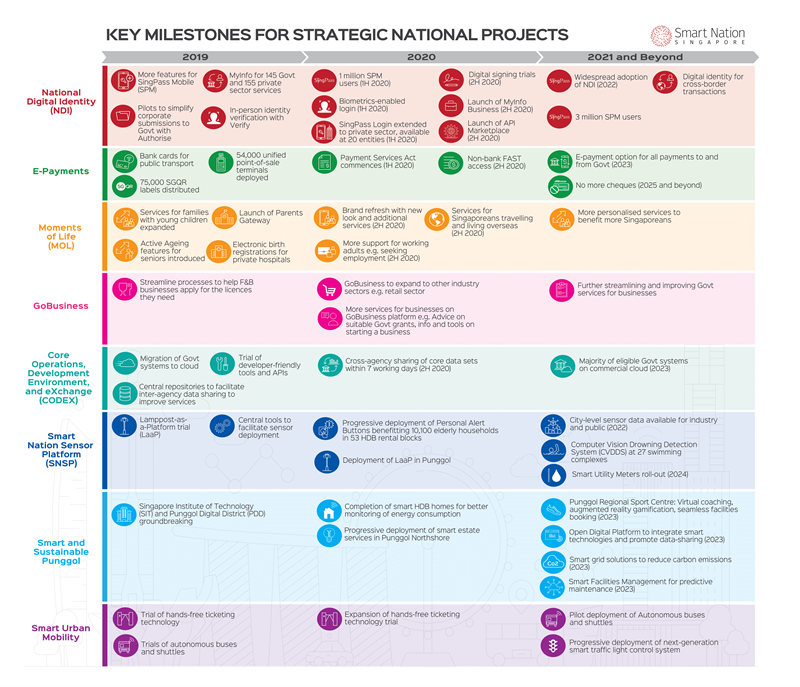 KEY MILESTONES FOR STRATEGIC NATIONAL PROJECTS
Smart Nation
SINGAPORE
2019
2020
2021 and Beyond
National
Digital Identity
(NDI)
More features for
SingPass Mobile
(SPM)
MyInfo for 145 Govt
and 155 private
sector services
Pilots to simplify
corporate
submissions to
Govt with
Authorise
In-person identity
verification with
Verify
SingPass
1 million SPM
users (1H 2020)
Digital signing trials
(2H 2020)
Biometrics-enabled
login (1H 2020)
Launch of MyInfo
Business (2H 2020)
SingPass Login extended
to private sector, available
at 20 entities (1H 2020)
Launch of API
Marketplace
(2H 2020)
SingPass
Widespread adoption
of NDI (2022)
Digital identity for
cross-border
transactions
SingPass
3 million SPM users
E-Payments
Bank cards for
public transport
54,000 unified
point-of-sale
terminals
deployed
SGQR
75,000 SGQR
labels distributed
Payment Services Act
commences (1H 2020)
Non-bank FAST
access (2H 2020)
E-payment option for all payments to and
from Govt (2023)
No more cheques (2025 and beyond)
Moments
of Life
(MOL)
Services for families
with young children
expanded
Launch of Parents
Gateway
Active Ageing
features for
seniors introduced
Electronic birth
registrations for
private hospitals
Brand refresh with new
look and additional
services (2H 2020)
Services for
Singaporeans travelling
and living overseas
(2H 2020)
More support for working
adults e.g. seeking
employment (2H 2020)
More personalised services to
benefit more Singaporeans
GoBusiness
Streamline processes to help F&B
businesses apply for the licences
they need
GoBusiness to expand to other industry
sectors e.g. retail sector
More services for businesses on
GoBusiness platform e.g. Advice on
suitable Govt grants, info and tools on
starting a business
Further streamlining and improving Govt
services for businesses
Core
Operations,
Development
Environment,
and eXchange
(CODEX)
Migration of Govt
systems to cloud
Trial of
developer-friendly
tools and APIs
Central repositories to facilitate
inter-agency data sharing to
improve services
Cross-agency sharing of core data sets
within 7 working days (2H 2020)
Majority of eligible Govt systems
on commercial cloud (2023)
Smart
Nation Sensor
Platform
(SNSP)
Lamppost-as-
a-Platform trial
(LaaP)
Central tools to
facilitate sensor
deployment
Progressive deployment of Personal Alert
Buttons benefitting 10,100 elderly households
in 53 HDB rental blocks
Deployment of LaaP in Punggol
City-level sensor data available for industry
and public (2022)
Computer Vision Drowning Detection
System (CVDDS) at 27 swimming
complexes
Smart Utility Meters roll-out (2024)
Smart and
Sustainable
Punggol
Singapore Institute of Technology
(SIT) and Punggol Digital District (PDD)
groundbreaking
Completion of smart HDB homes for better
monitoring of energy consumption
Progressive deployment of smart estate
services in Punggol Northshore
Punggol Regional Sport Centre: Virtual coaching,
augmented reality gamification, seamless facilities
booking (2023)
Open Digital Platform to integrate smart
technologies and promote data-sharing (2023)
CO2
Smart grid solutions to reduce carbon emissions
(2023)
Smart Facilities Management for predictive
maintenance (2023)
Smart Urban
Mobility
Trial of hands-free ticketing
technology
Trials of autonomous buses
and shuttles
Expansion of hands-free ticketing
technology trial
Pilot deployment of Autonomous buses
and shuttles
Progressive deployment of next-generation
smart traffic light control system